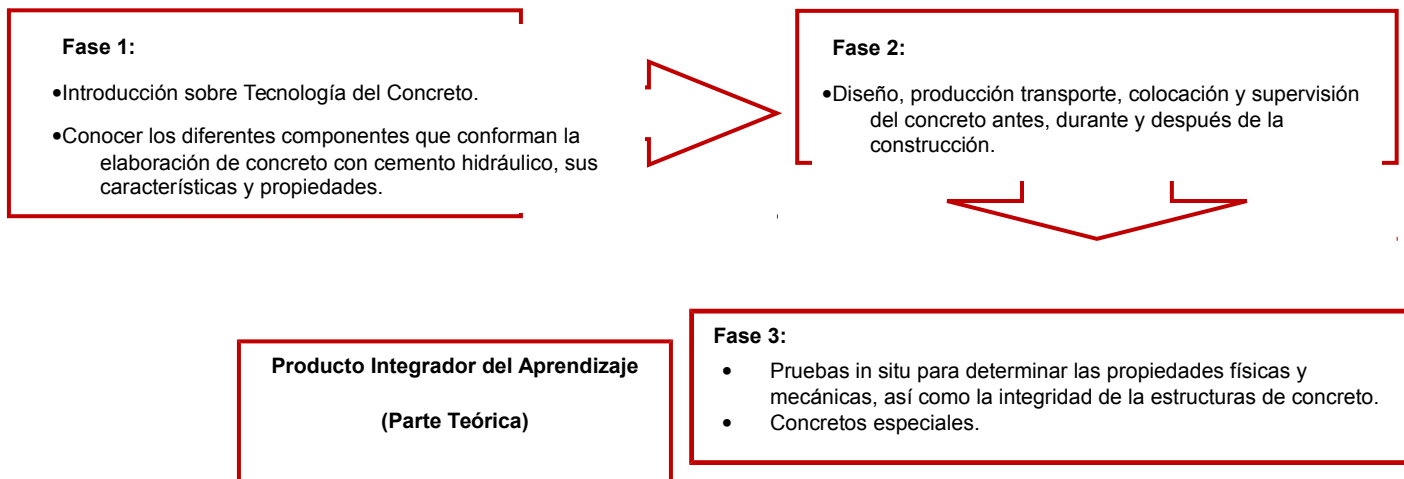 Fase 1:
•Introducción sobre Tecnología del Concreto.
•Conocer los diferentes componentes que conforman la
elaboración de concreto con cemento hidráulico, sus
características y propiedades.
Fase 2:
•Diseño, producción transporte, colocación y supervisión
del concreto antes, durante y después de la
construcción.
Fase 3:
• Pruebas in situ para determinar las propiedades físicas y
mecánicas, así como la integridad de la estructuras de concreto.
• Concretos especiales.
Producto Integrador del Aprendizaje
(Parte Teórica)